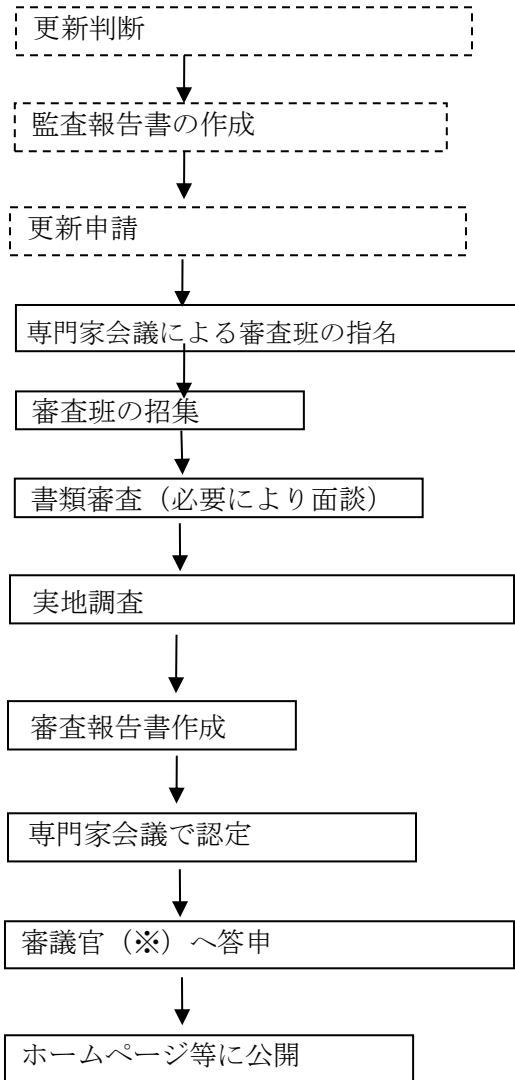 更新判断
監査報告書の作成
更新申請
専門家会議による審査班の指名
審査班の招集
書類審査（必要により面談）
実地調査
審査報告書作成
専門家会議で認定
審議官（※）へ答申
ホームページ等に公開